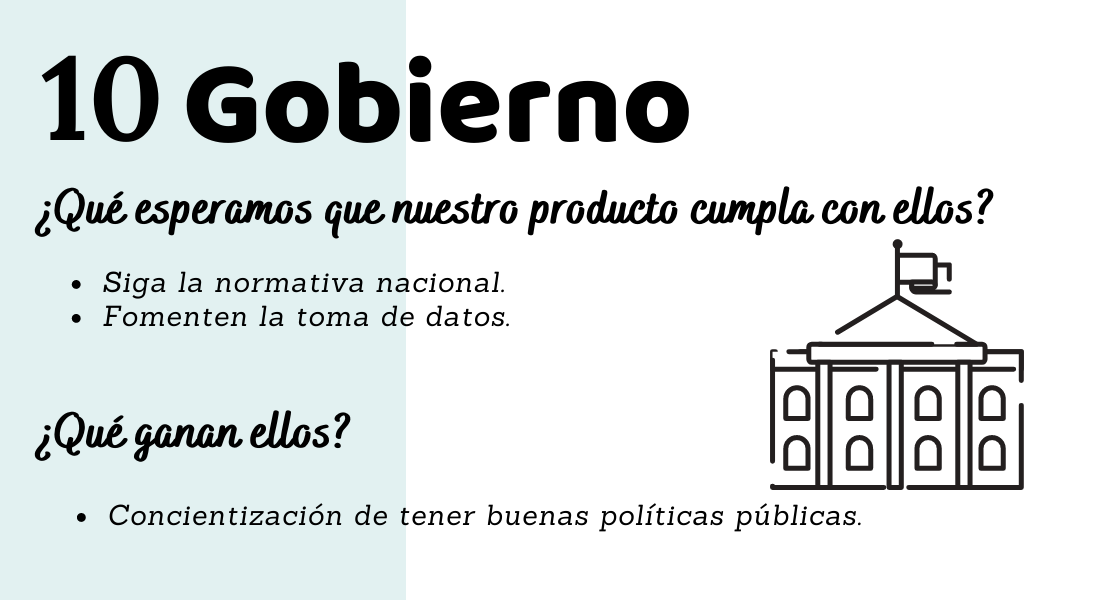 10 Gobierno
¿Qué esperamos que nuestro producto cumpla con ellos?
• Siga la normativa nacional.
• Fomenten la toma de datos.
¿Qué ganan ellos?
• Concientización de tener buenas políticas públicas.